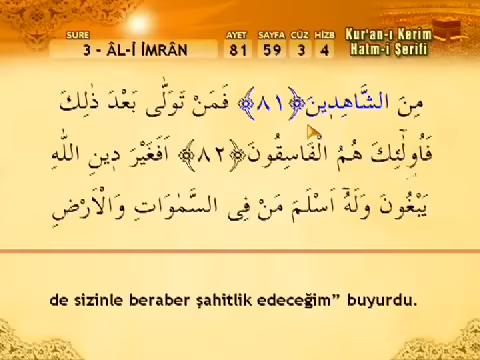 SURE AYET SAYFA CÜZ HİZB
3 - ÂL-İ İMRÂN 81 59 3 4
Kur'an-ı Kerim
Hatm-i Şerifi
مِنَ الشَّاهِدٖينَ ﴿٨١﴾ فَمَنْ تَوَلّٰى بَعْدَ ذٰلِكَ
فَاُولٰٓئِكَ هُمُ الْفَاسِقُونَ ﴿٨٢﴾ اَفَغَيْرَ دٖينِ اللّٰهِ
يَبْغُونَ وَلَهُٓ اَسْلَمَ مَنْ فِى السَّمٰوَاتِ وَالْاَرْضِ
de sizinle beraber şahitlik edeceğim” buyurdu.